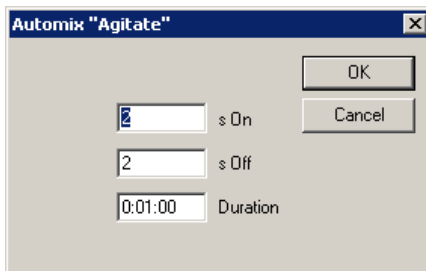 Automix "Agitate"
OK
2 s On
Cancel
2 s Off
0:01:00 Duration